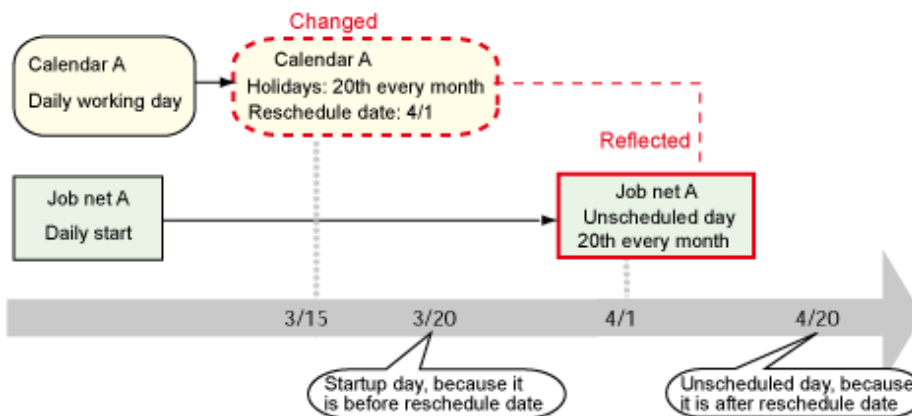 Changed
Calendar A
Daily working day
Calendar A
Holidays: 20th every month
Reschedule date: 4/1
Reflected
Job net A
Daily start
Job net A
Unscheduled day
20th every month
3/15
3/20
4/1
4/20
Startup day, because it
is before reschedule date
Unscheduled day, because
it is after reschedule date